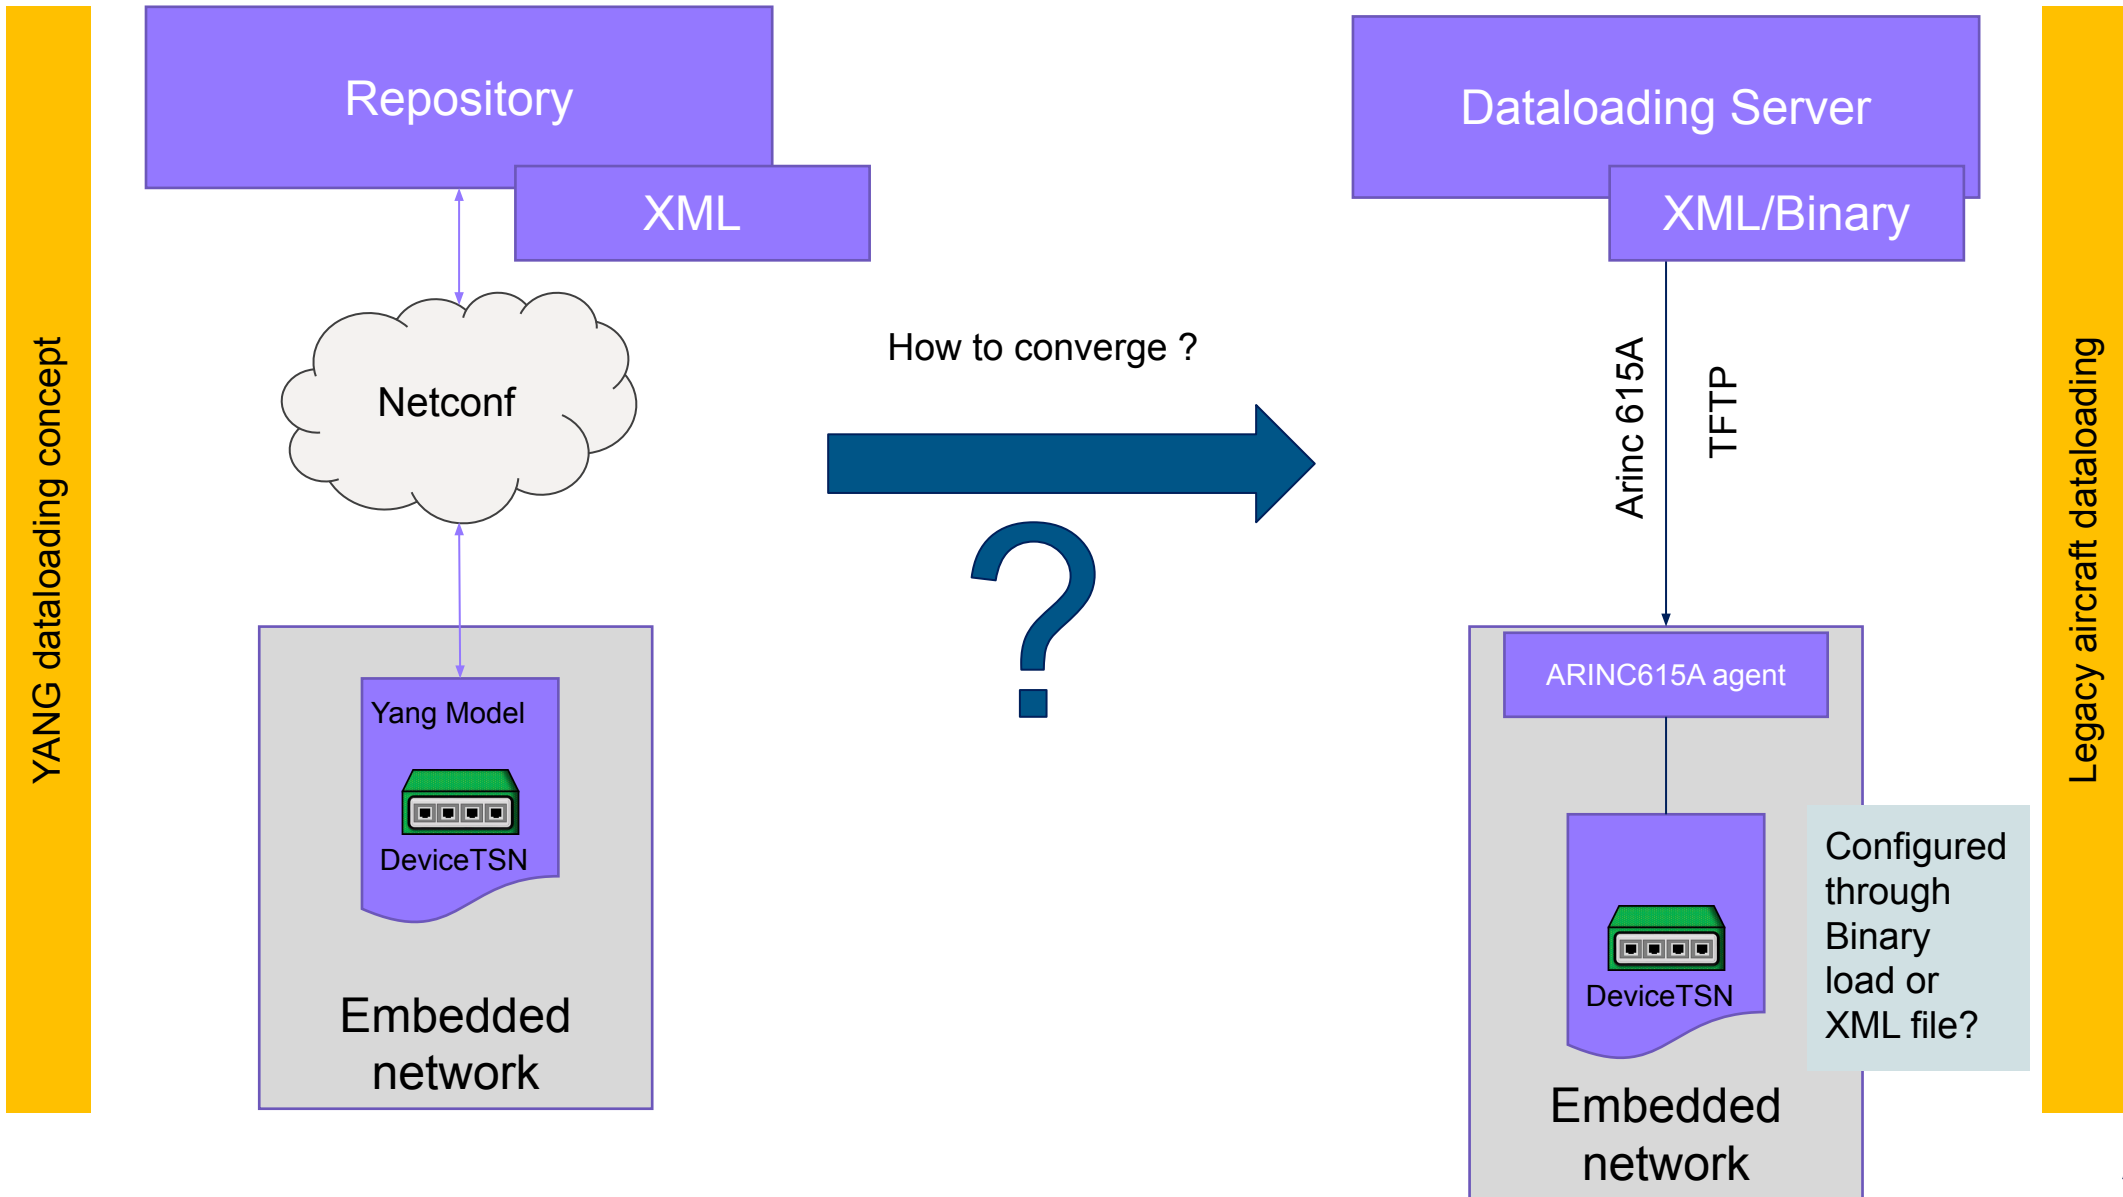 YANG dataloading concept
Repository
XML
Netconf
Yang Model
DeviceTSN
Embedded
network
How to converge ?
?
Dataloading Server
XML/Binary
Arinc 615A
TFTP
ARINC615A agent
DeviceTSN
Configured
through
Binary
load or
XML file?
Embedded
network
Legacy aircraft dataloading